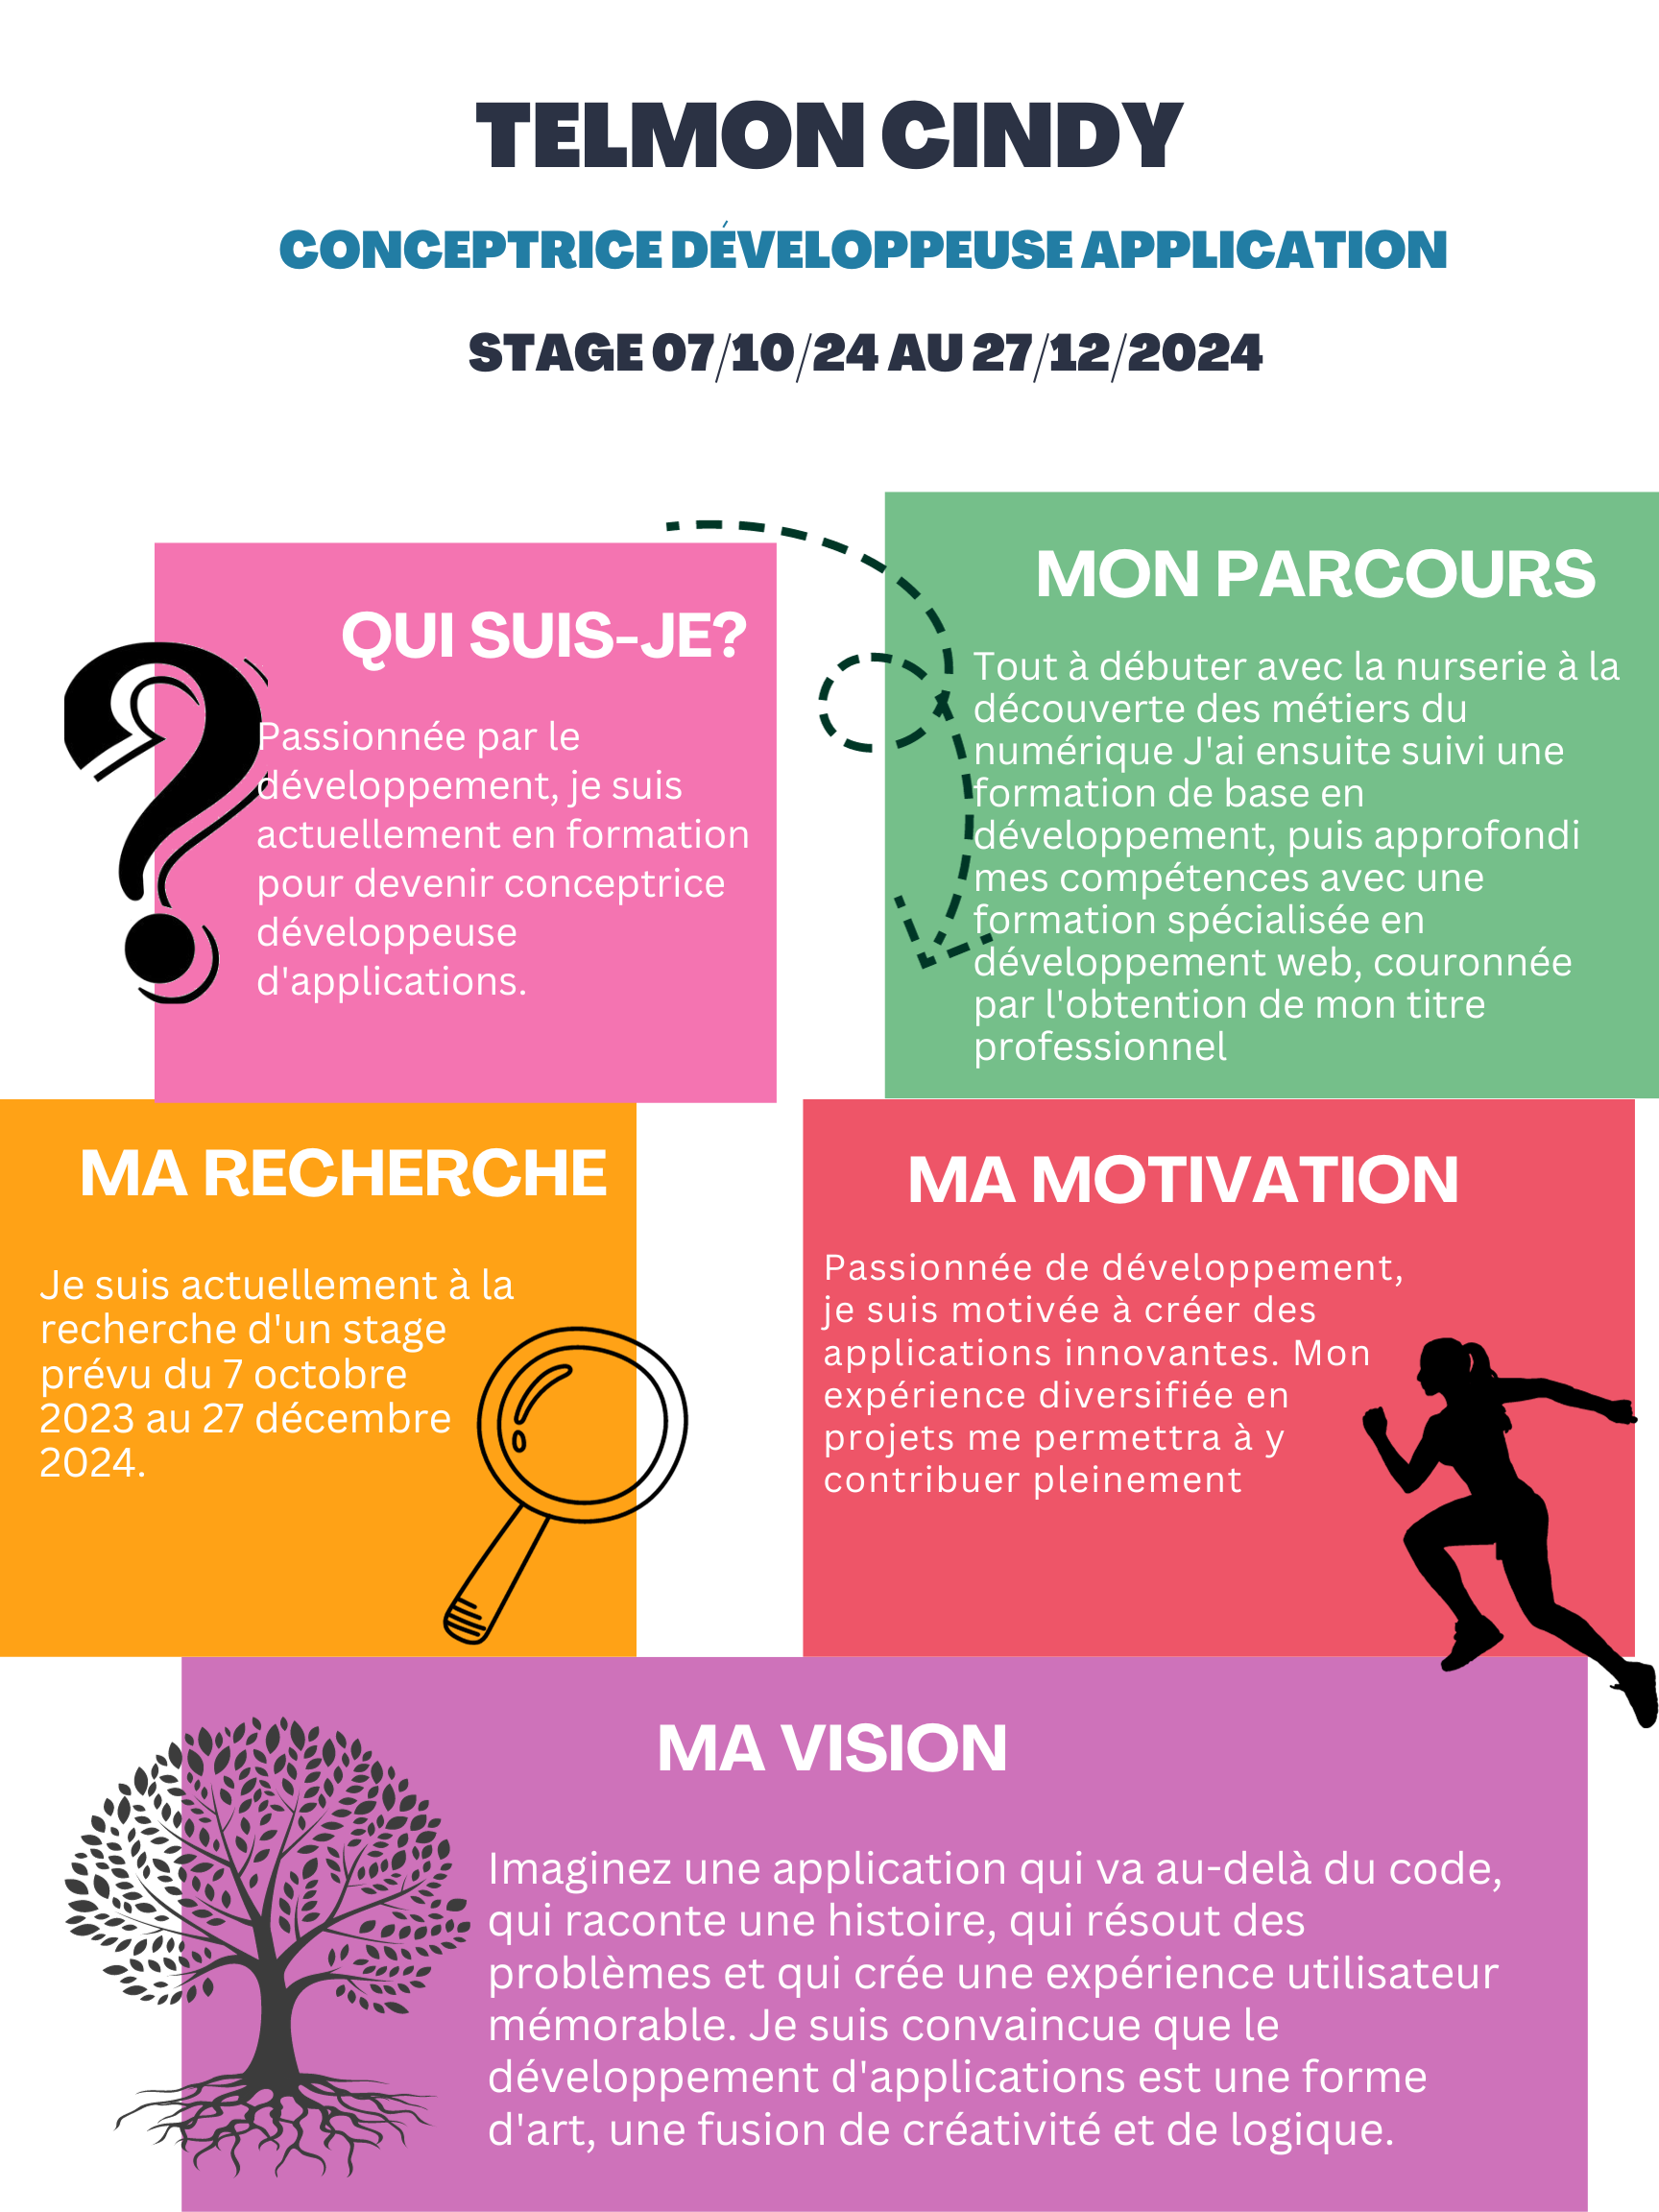 TELMON CINDY
CONCEPTRICE DÉVELOPPEUSE APPLICATION
STAGE 07/10/24 AU 27/12/2024
QUI SUIS-JE?
Passionnée par le
développement, je suis
actuellement en formation
pour devenir conceptrice
développeuse
d'applications.
MON PARCOURS
Tout à débuter avec la nurserie à la
découverte des métiers du
numérique J'ai ensuite suivi une
formation de base en
développement, puis approfondi
mes compétences avec une
formation spécialisée en
développement web, couronnée
par l'obtention de mon titre
professionnel
MA RECHERCHE
Je suis actuellement à la
recherche d'un stage
prévu du 7 octobre
2023 au 27 décembre
2024.
MA MOTIVATION
Passionnée de développement,
je suis motivée à créer des
applications innovantes. Mon
expérience diversifiée en
projets me permettra à y
contribuer pleinement
MA VISION
Imaginez une application qui va au-delà du code,
qui raconte une histoire, qui résout des
problèmes et qui crée une expérience utilisateur
mémorable. Je suis convaincue que le
développement d'applications est une forme
d'art, une fusion de créativité et de logique.